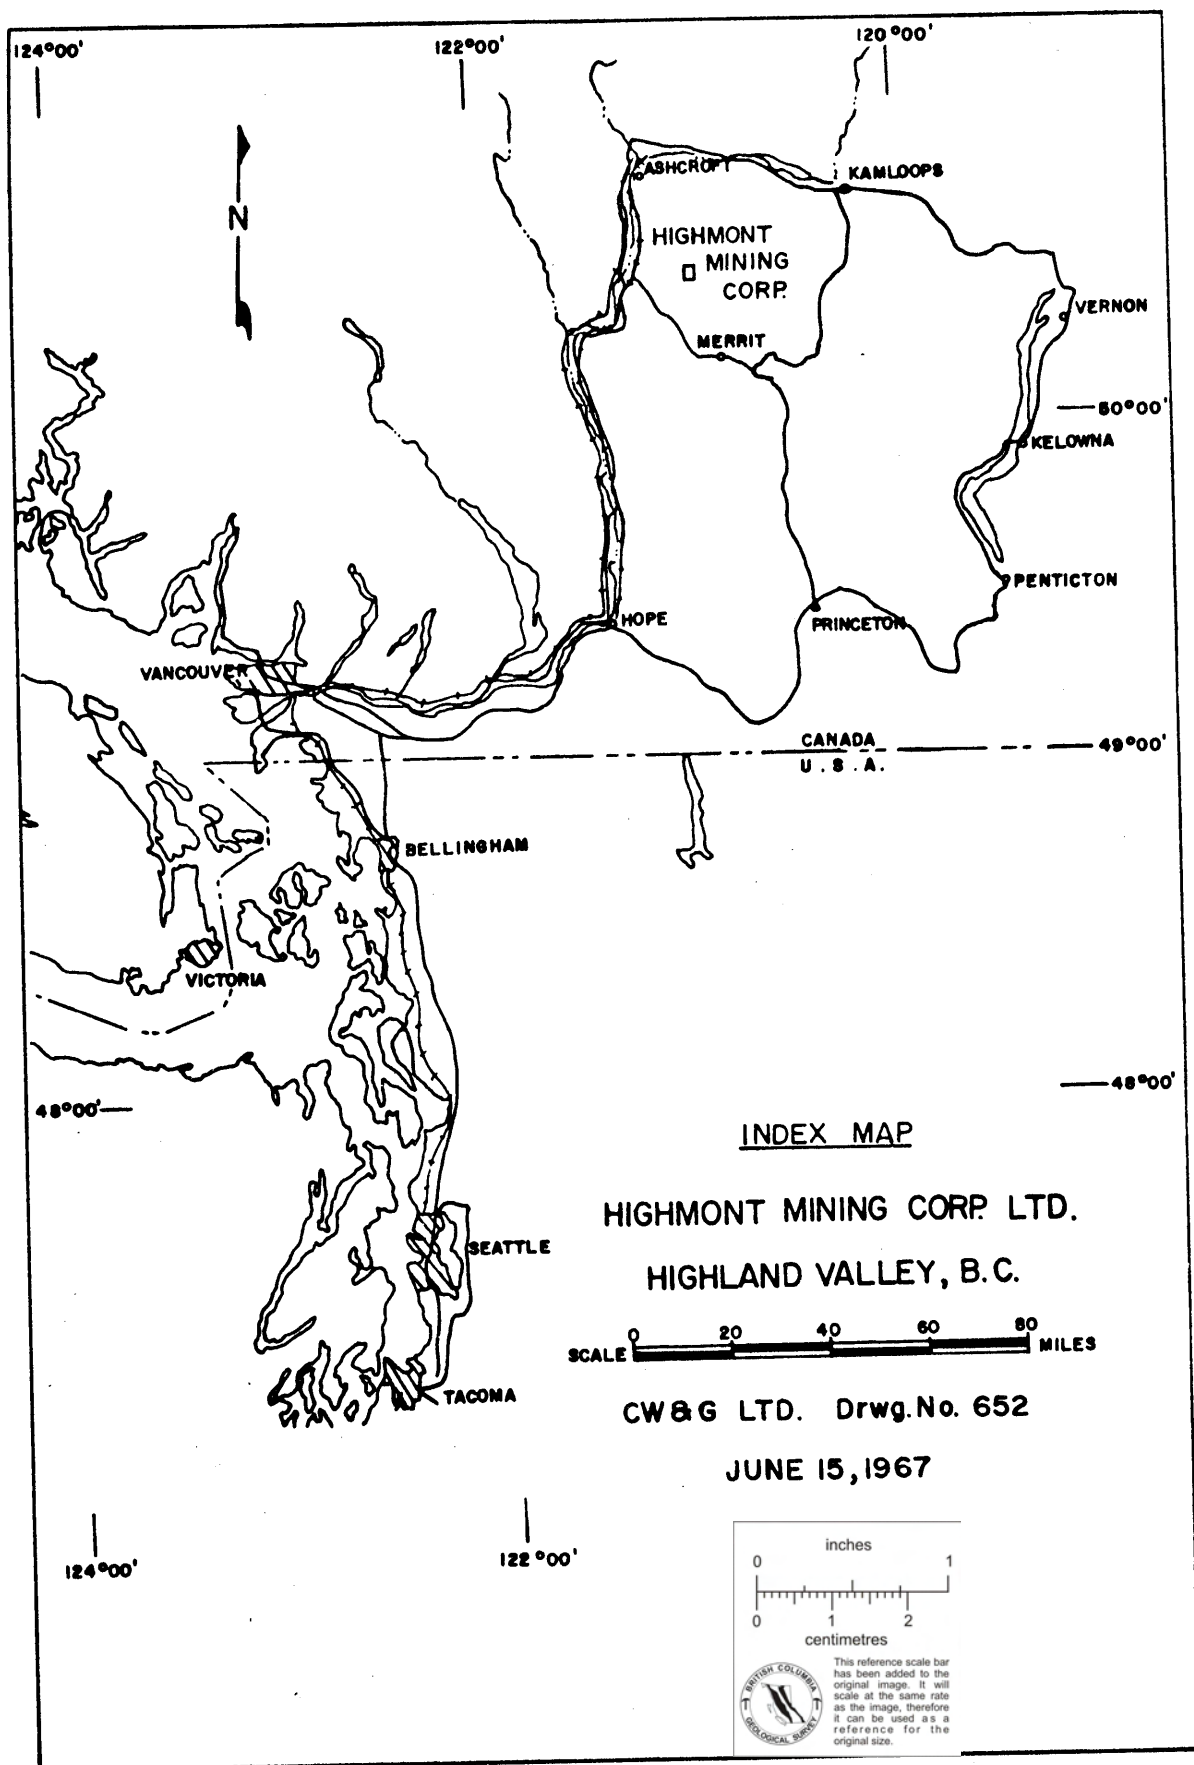 124°00'
122°00'
120°00'
N
ASHCROFT
KAMLOOPS
HIGHMONT
MINING
CORP.
VERNON
MERRIT
50°00'
KELOWNA
PENTICTON
HOPE
PRINCETON
VANCOUVER
CANADA
49°00'
U.S.A.
BELLINGHAM
VICTORIA
48°00'
48°00'
INDEX MAP
HIGHMONT MINING CORP. LTD.
SEATTLE
HIGHLAND VALLEY, B.C.
0 20 40 60 80
SCALE MILES
TACOMA
CW&G LTD. Drwg. No. 652
JUNE 15, 1967
124°00'
122°00'
inches
0 1
0 1 2
centimetres
This reference scale bar
has been added to the
original image. It will
scale at the same rate
as the image, therefore
it can be used as a
reference for the
original size.
BRITISH COLUMBIA
GEOLOGICAL SURVEY